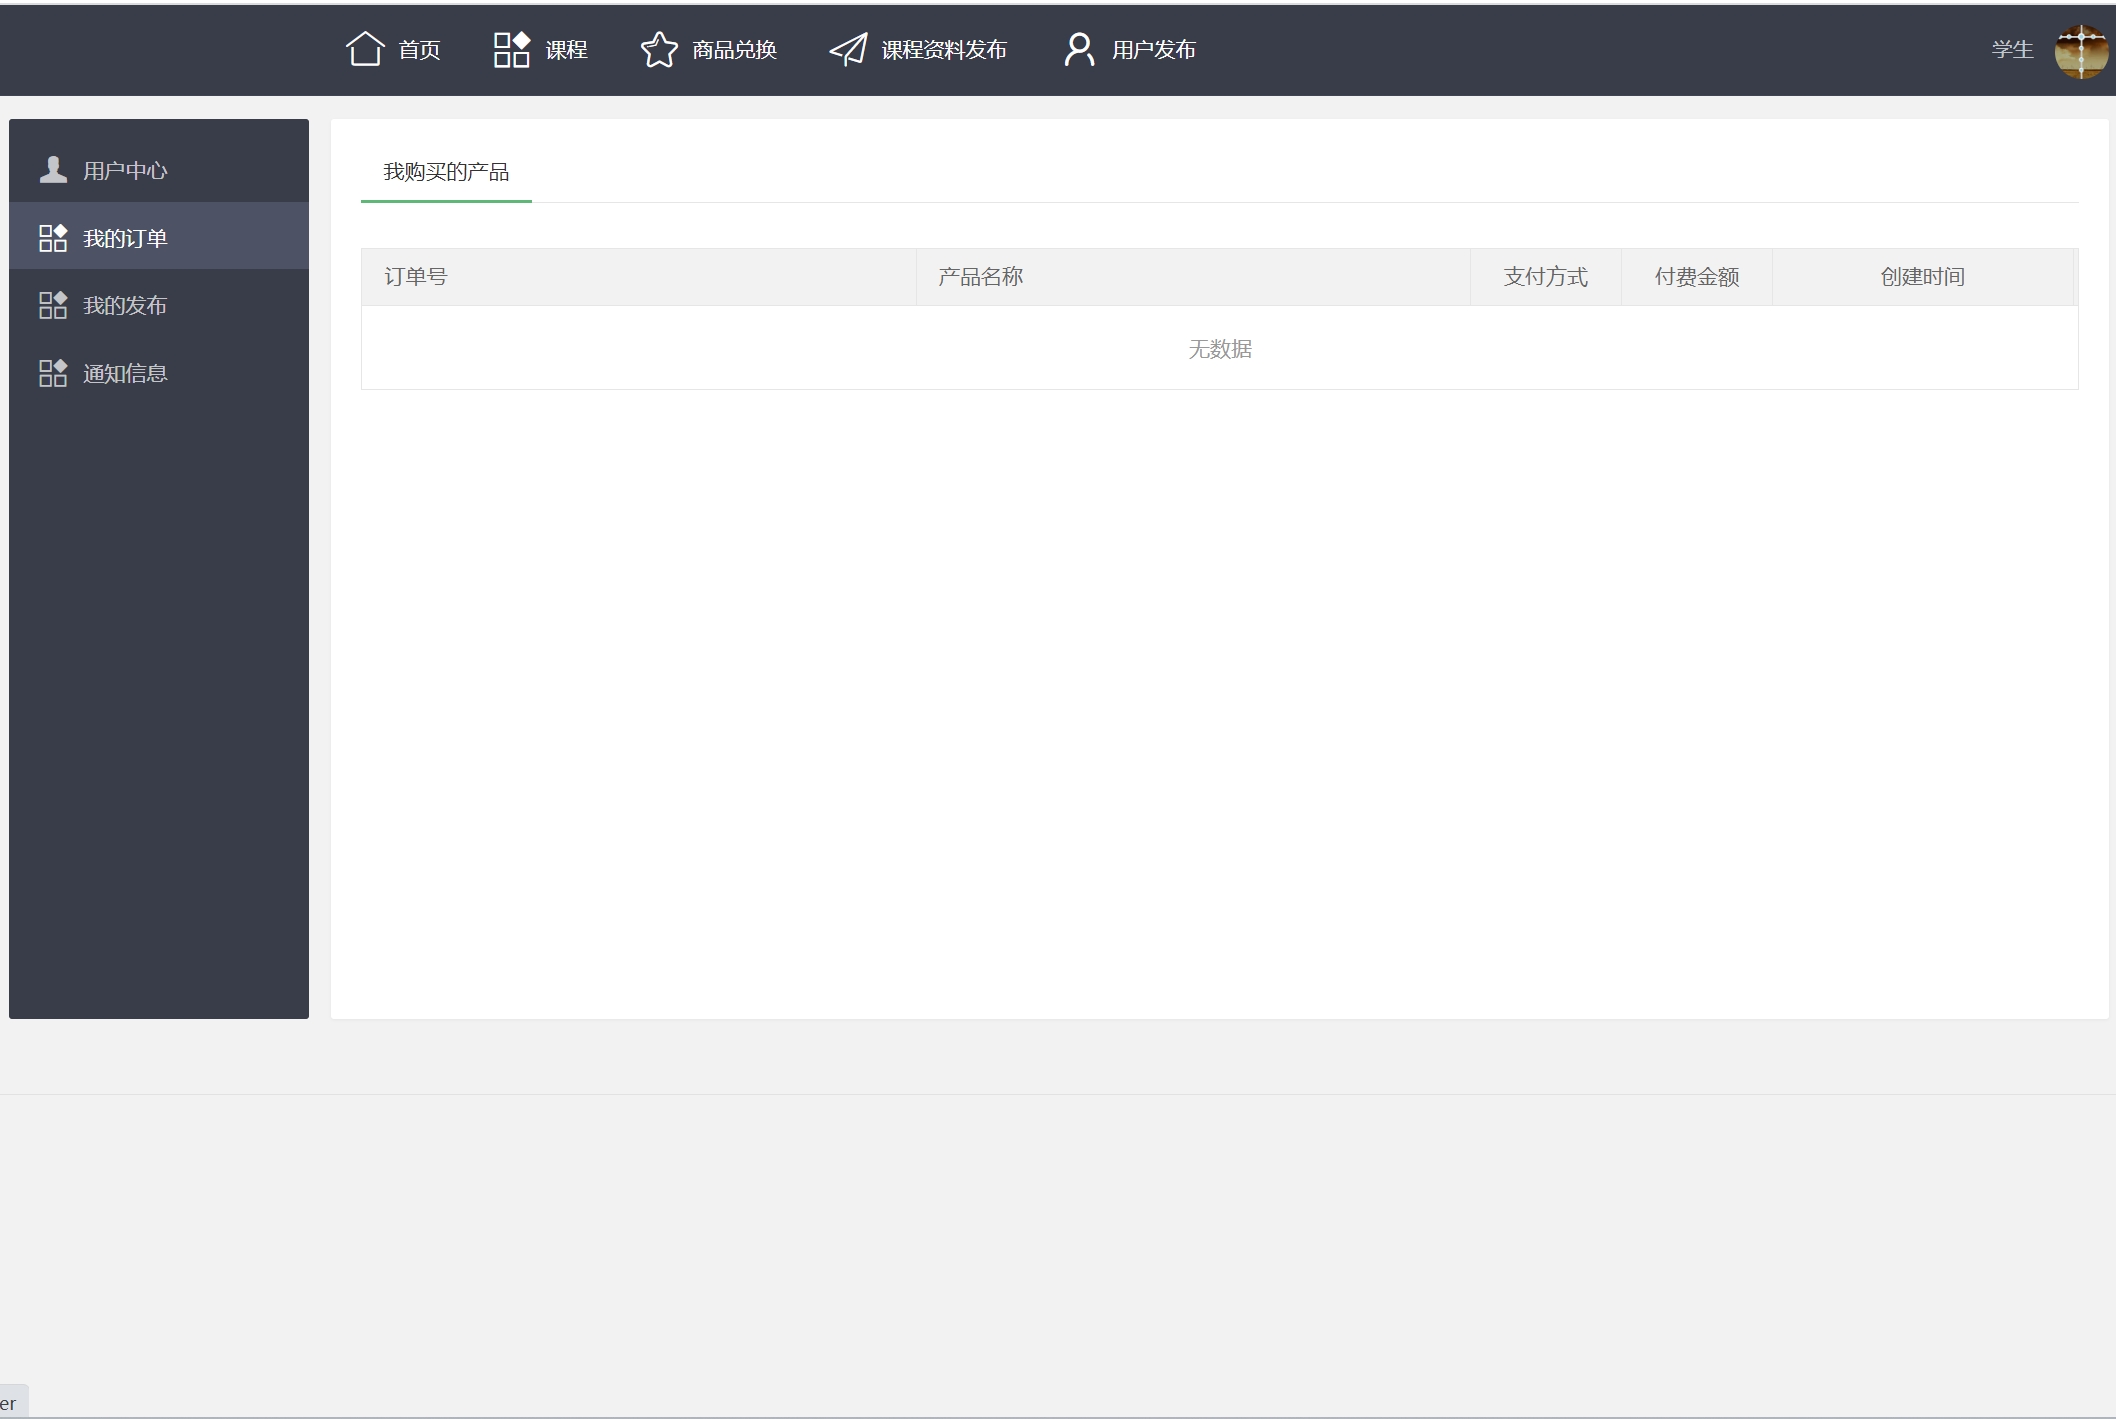 首页 课程 商品兑换 课程资料发布 用户发布 学生
用户中心
我的订单
我的发布
通知信息
我购买的产品
订单号 产品名称 支付方式 付费金额 创建时间
无数据
er